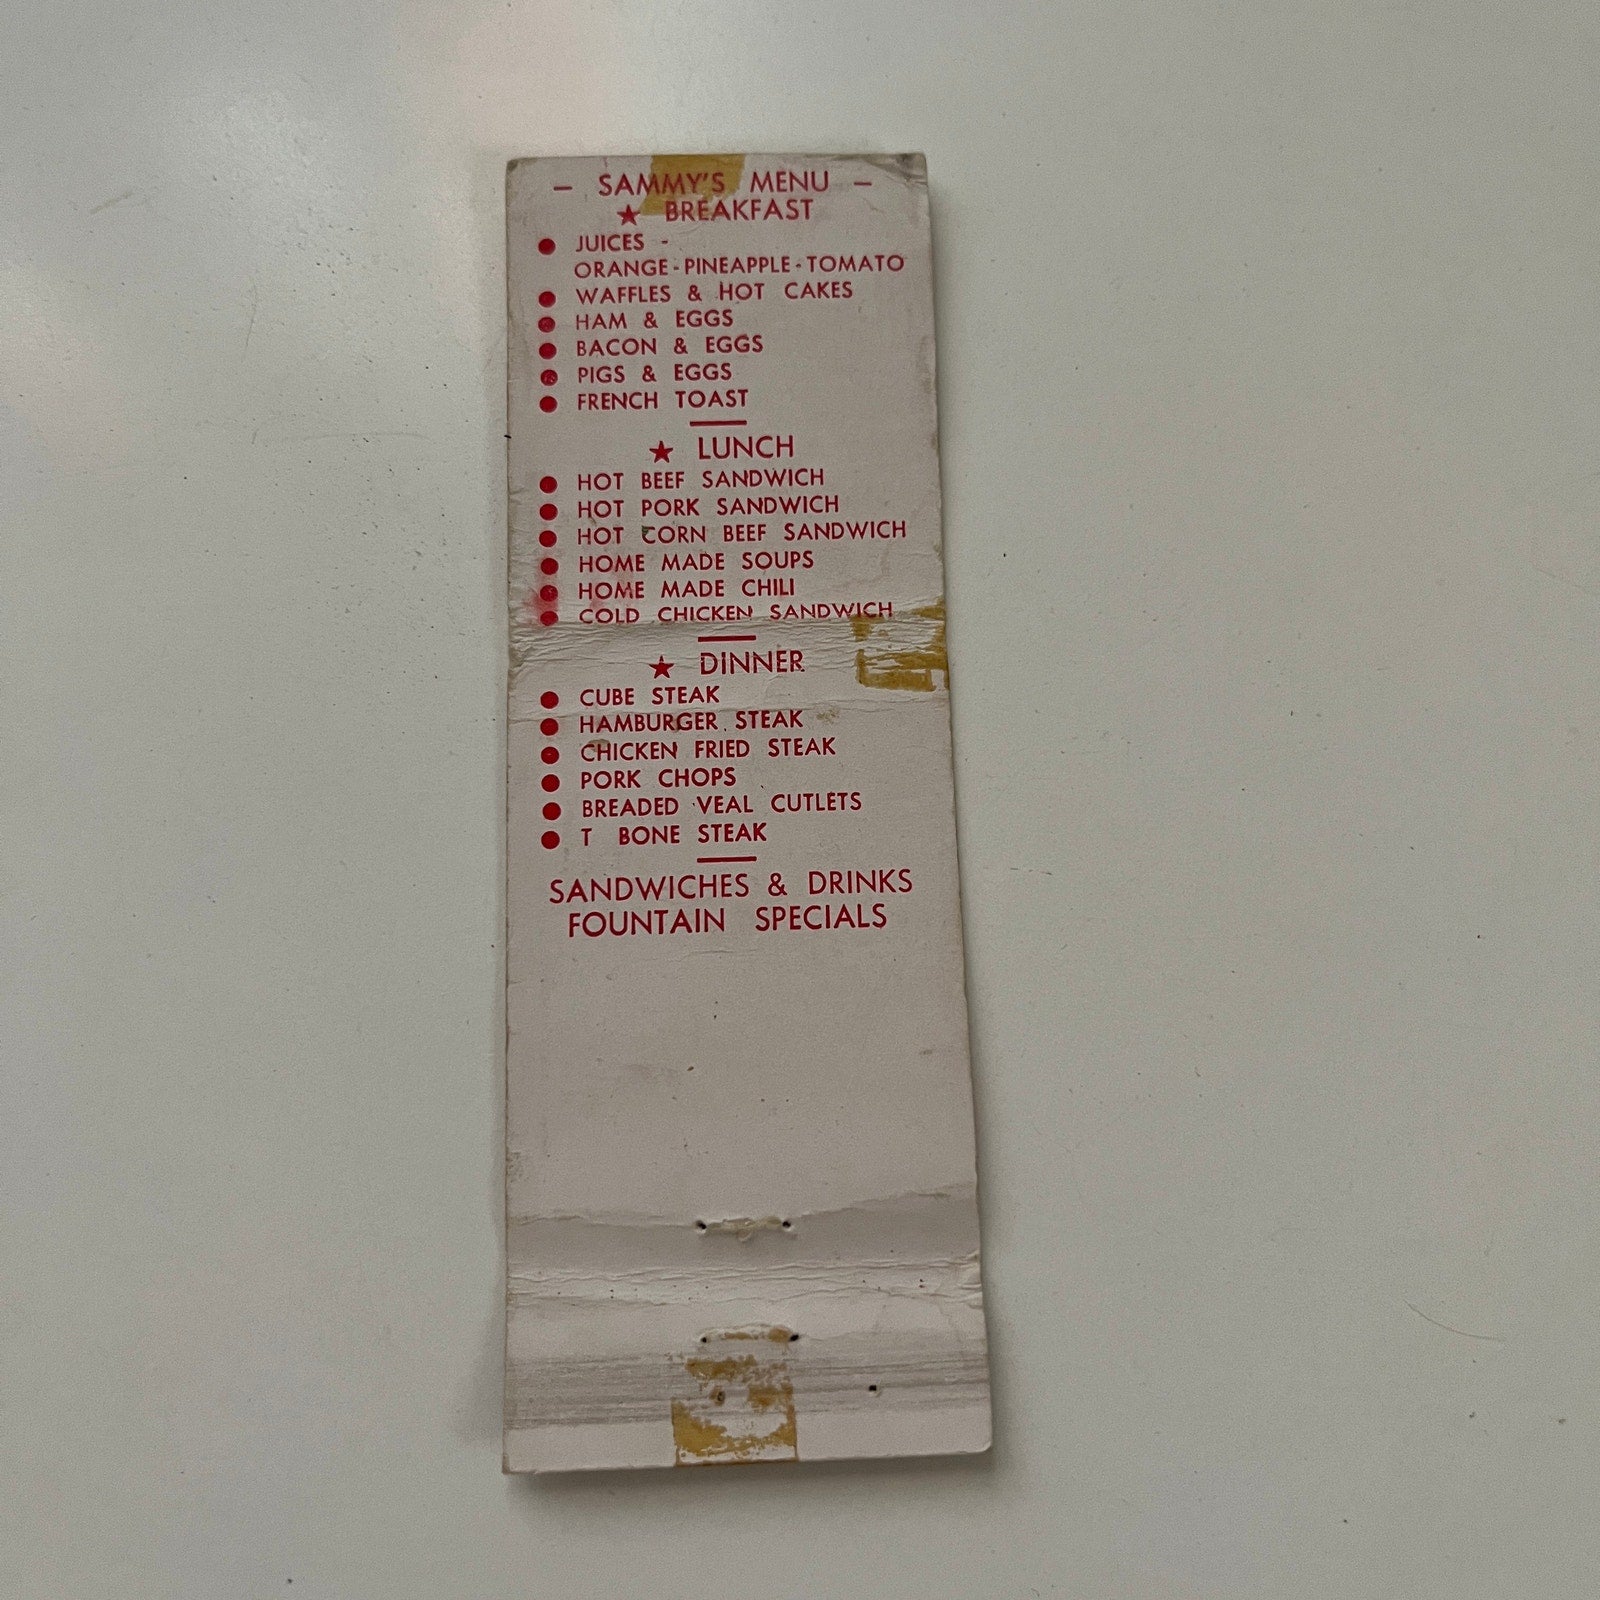 - SAMMY'S MENU -
★ BREAKFAST
● JUICES -
ORANGE - PINEAPPLE - TOMATO
● WAFFLES & HOT CAKES
● HAM & EGGS
● BACON & EGGS
● PIGS & EGGS
● FRENCH TOAST
★ LUNCH
● HOT BEEF SANDWICH
● HOT PORK SANDWICH
● HOT CORN BEEF SANDWICH
● HOME MADE SOUPS
● HOME MADE CHILI
● COLD CHICKEN SANDWICH
★ DINNER
● CUBE STEAK
● HAMBURGER STEAK
● CHICKEN FRIED STEAK
● PORK CHOPS
● BREADED VEAL CUTLETS
● T BONE STEAK
SANDWICHES & DRINKS
FOUNTAIN SPECIALS